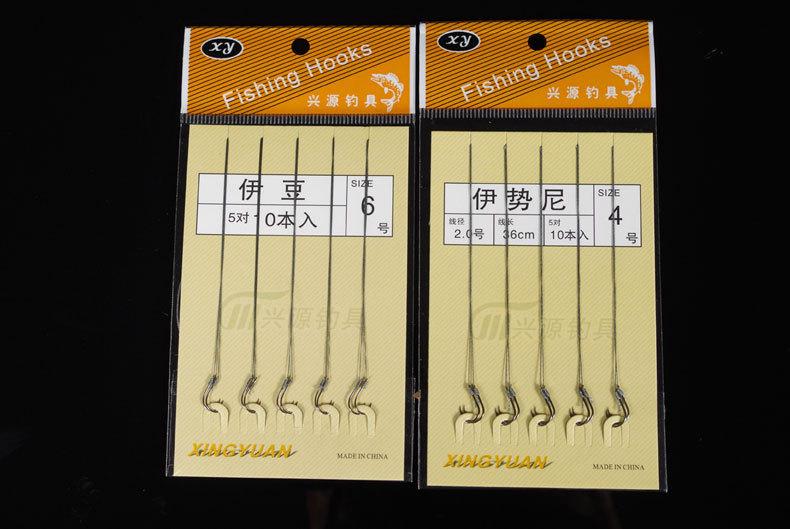 xy
Fishing Hooks
兴源钓具
伊豆
SIZE
6
号
5对 10本入
兴源钓具
XINGYUAN
MADE IN CHINA
xy
Fishing Hooks
兴源钓具
伊势尼
SIZE
4
号
线径
2.0号
线长
36cm
5对
10本入
兴源钓具
XINGYUAN
MADE IN CHINA